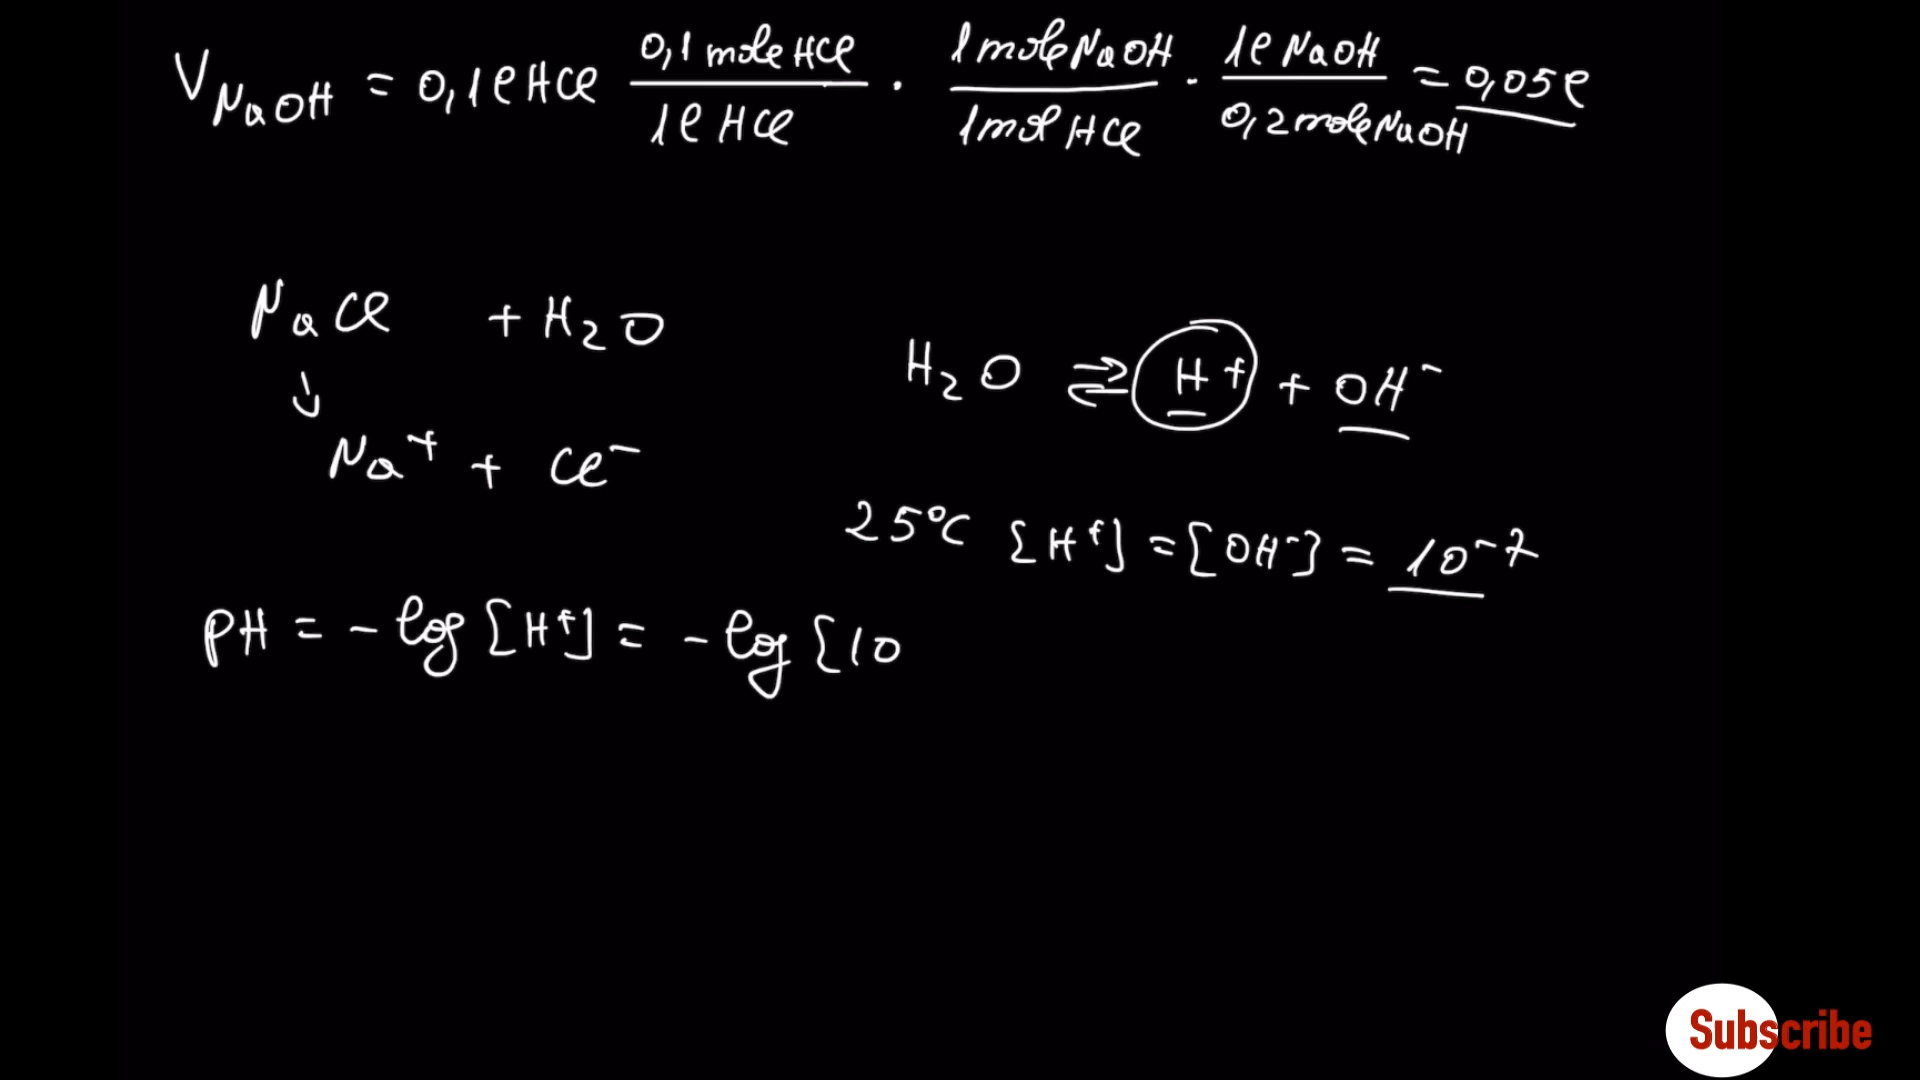 V_NaOH = 0,1 l HCl (0,1 mole HCl / 1 l HCl) · (1 mole NaOH / 1 mol HCl) · (1 l NaOH / 0,2 mole NaOH) = 0,05 l
NaCl + H₂O
↓
Na⁺ + Cl⁻
H₂O ⇌ H⁺ + OH⁻
25°C [H⁺] = [OH⁻] = 10⁻⁷
pH = - log [H⁺] = - log [10
Subscribe